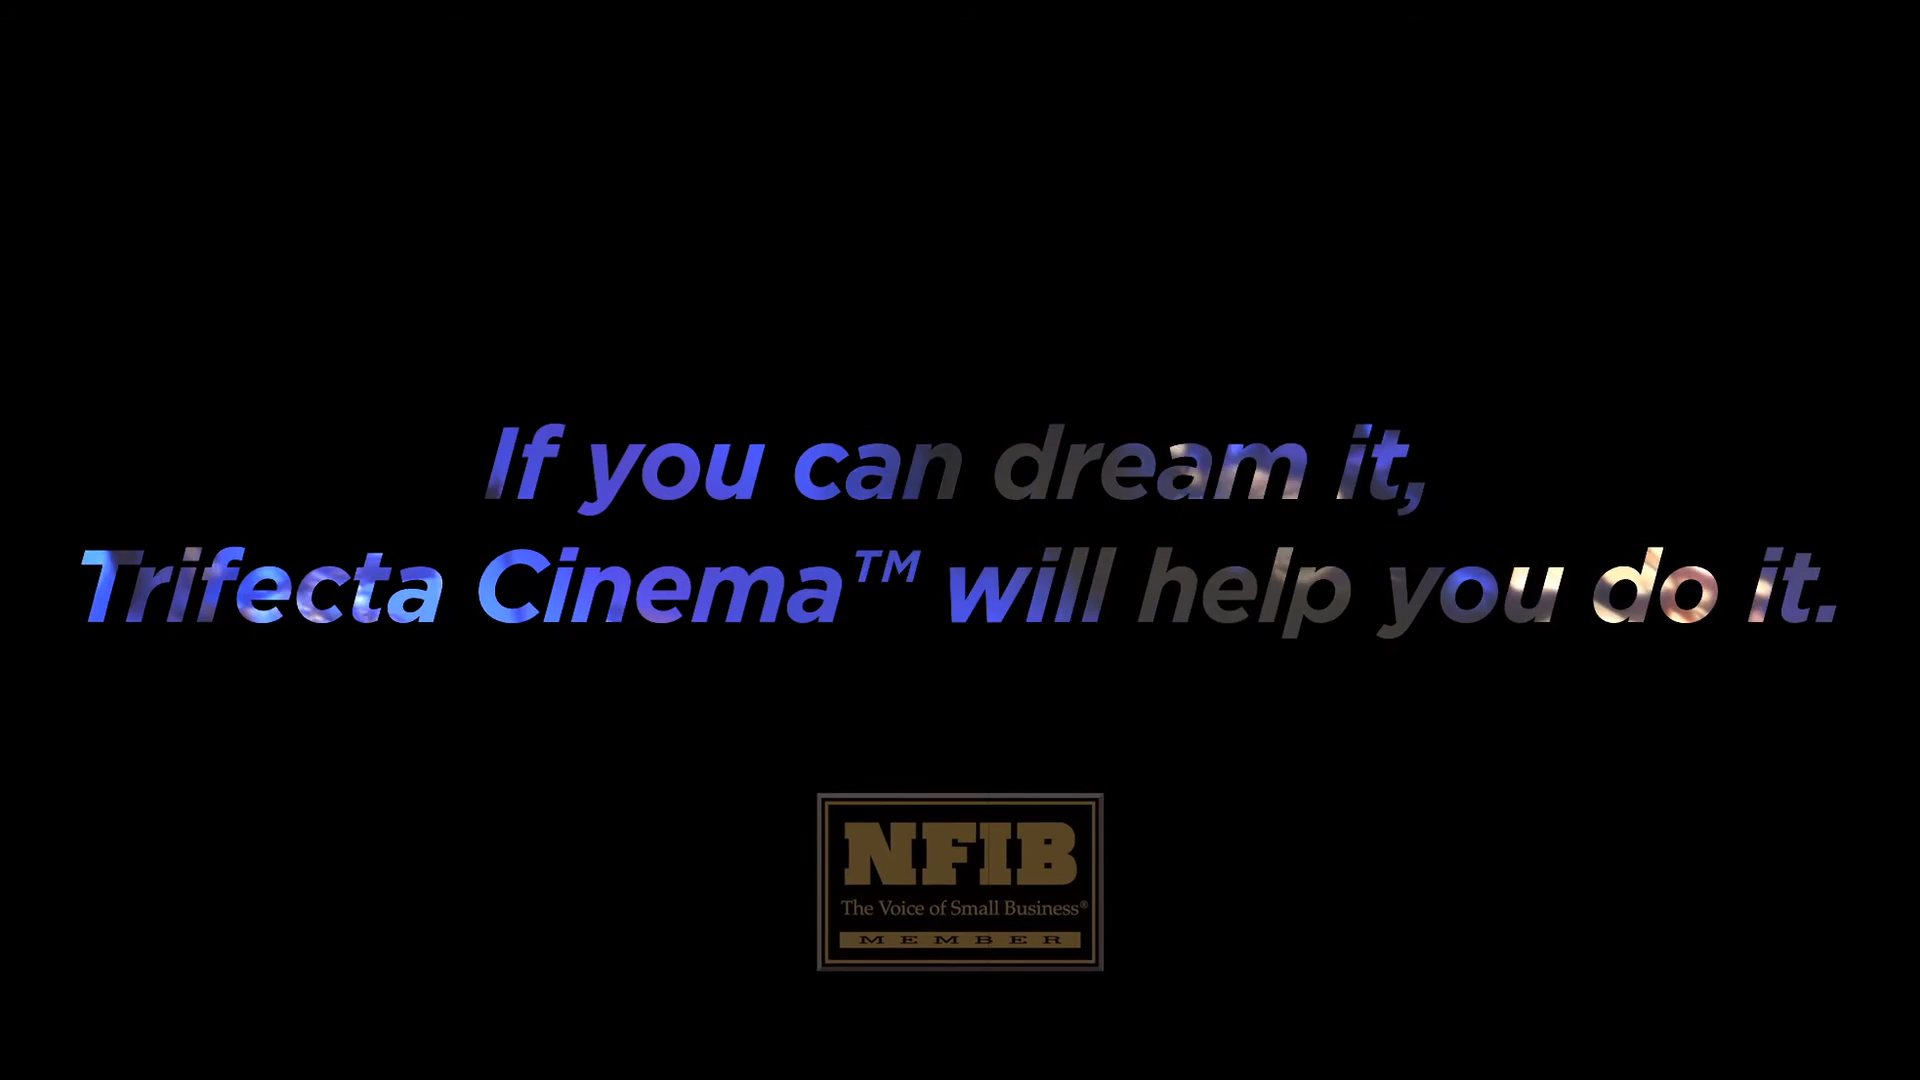 If you can dream it,
Trifecta Cinema™ will help you do it.
NFIB
The Voice of Small Business®
MEMBER